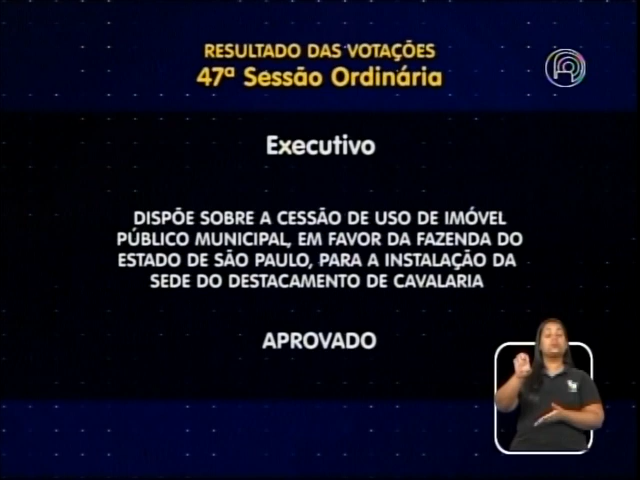 RESULTADO DAS VOTAÇÕES
47ª Sessão Ordinária
Executivo
DISPÕE SOBRE A CESSÃO DE USO DE IMÓVEL
PÚBLICO MUNICIPAL, EM FAVOR DA FAZENDA DO
ESTADO DE SÃO PAULO, PARA A INSTALAÇÃO DA
SEDE DO DESTACAMENTO DE CAVALARIA
APROVADO